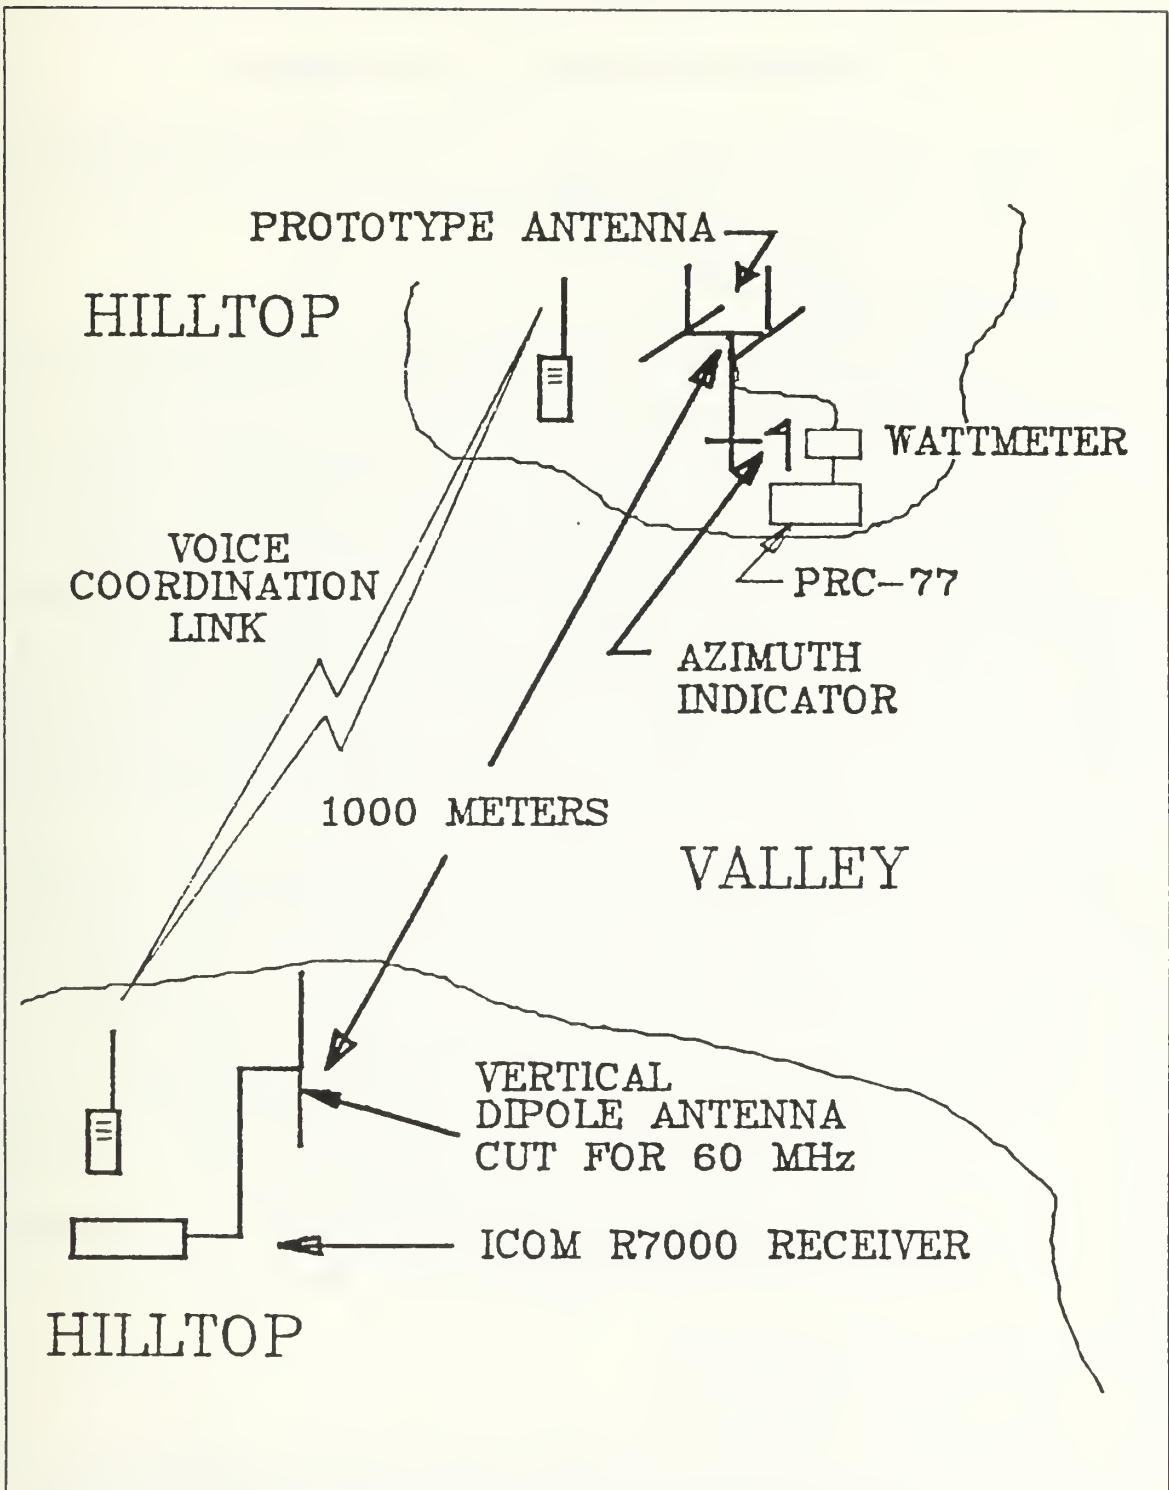 PROTOTYPE ANTENNA
HILLTOP
WATTMETER
VOICE
COORDINATION
LINK
PRC-77
AZIMUTH
INDICATOR
1000 METERS
VALLEY
VERTICAL
DIPOLE ANTENNA
CUT FOR 60 MHz
ICOM R7000 RECEIVER
HILLTOP